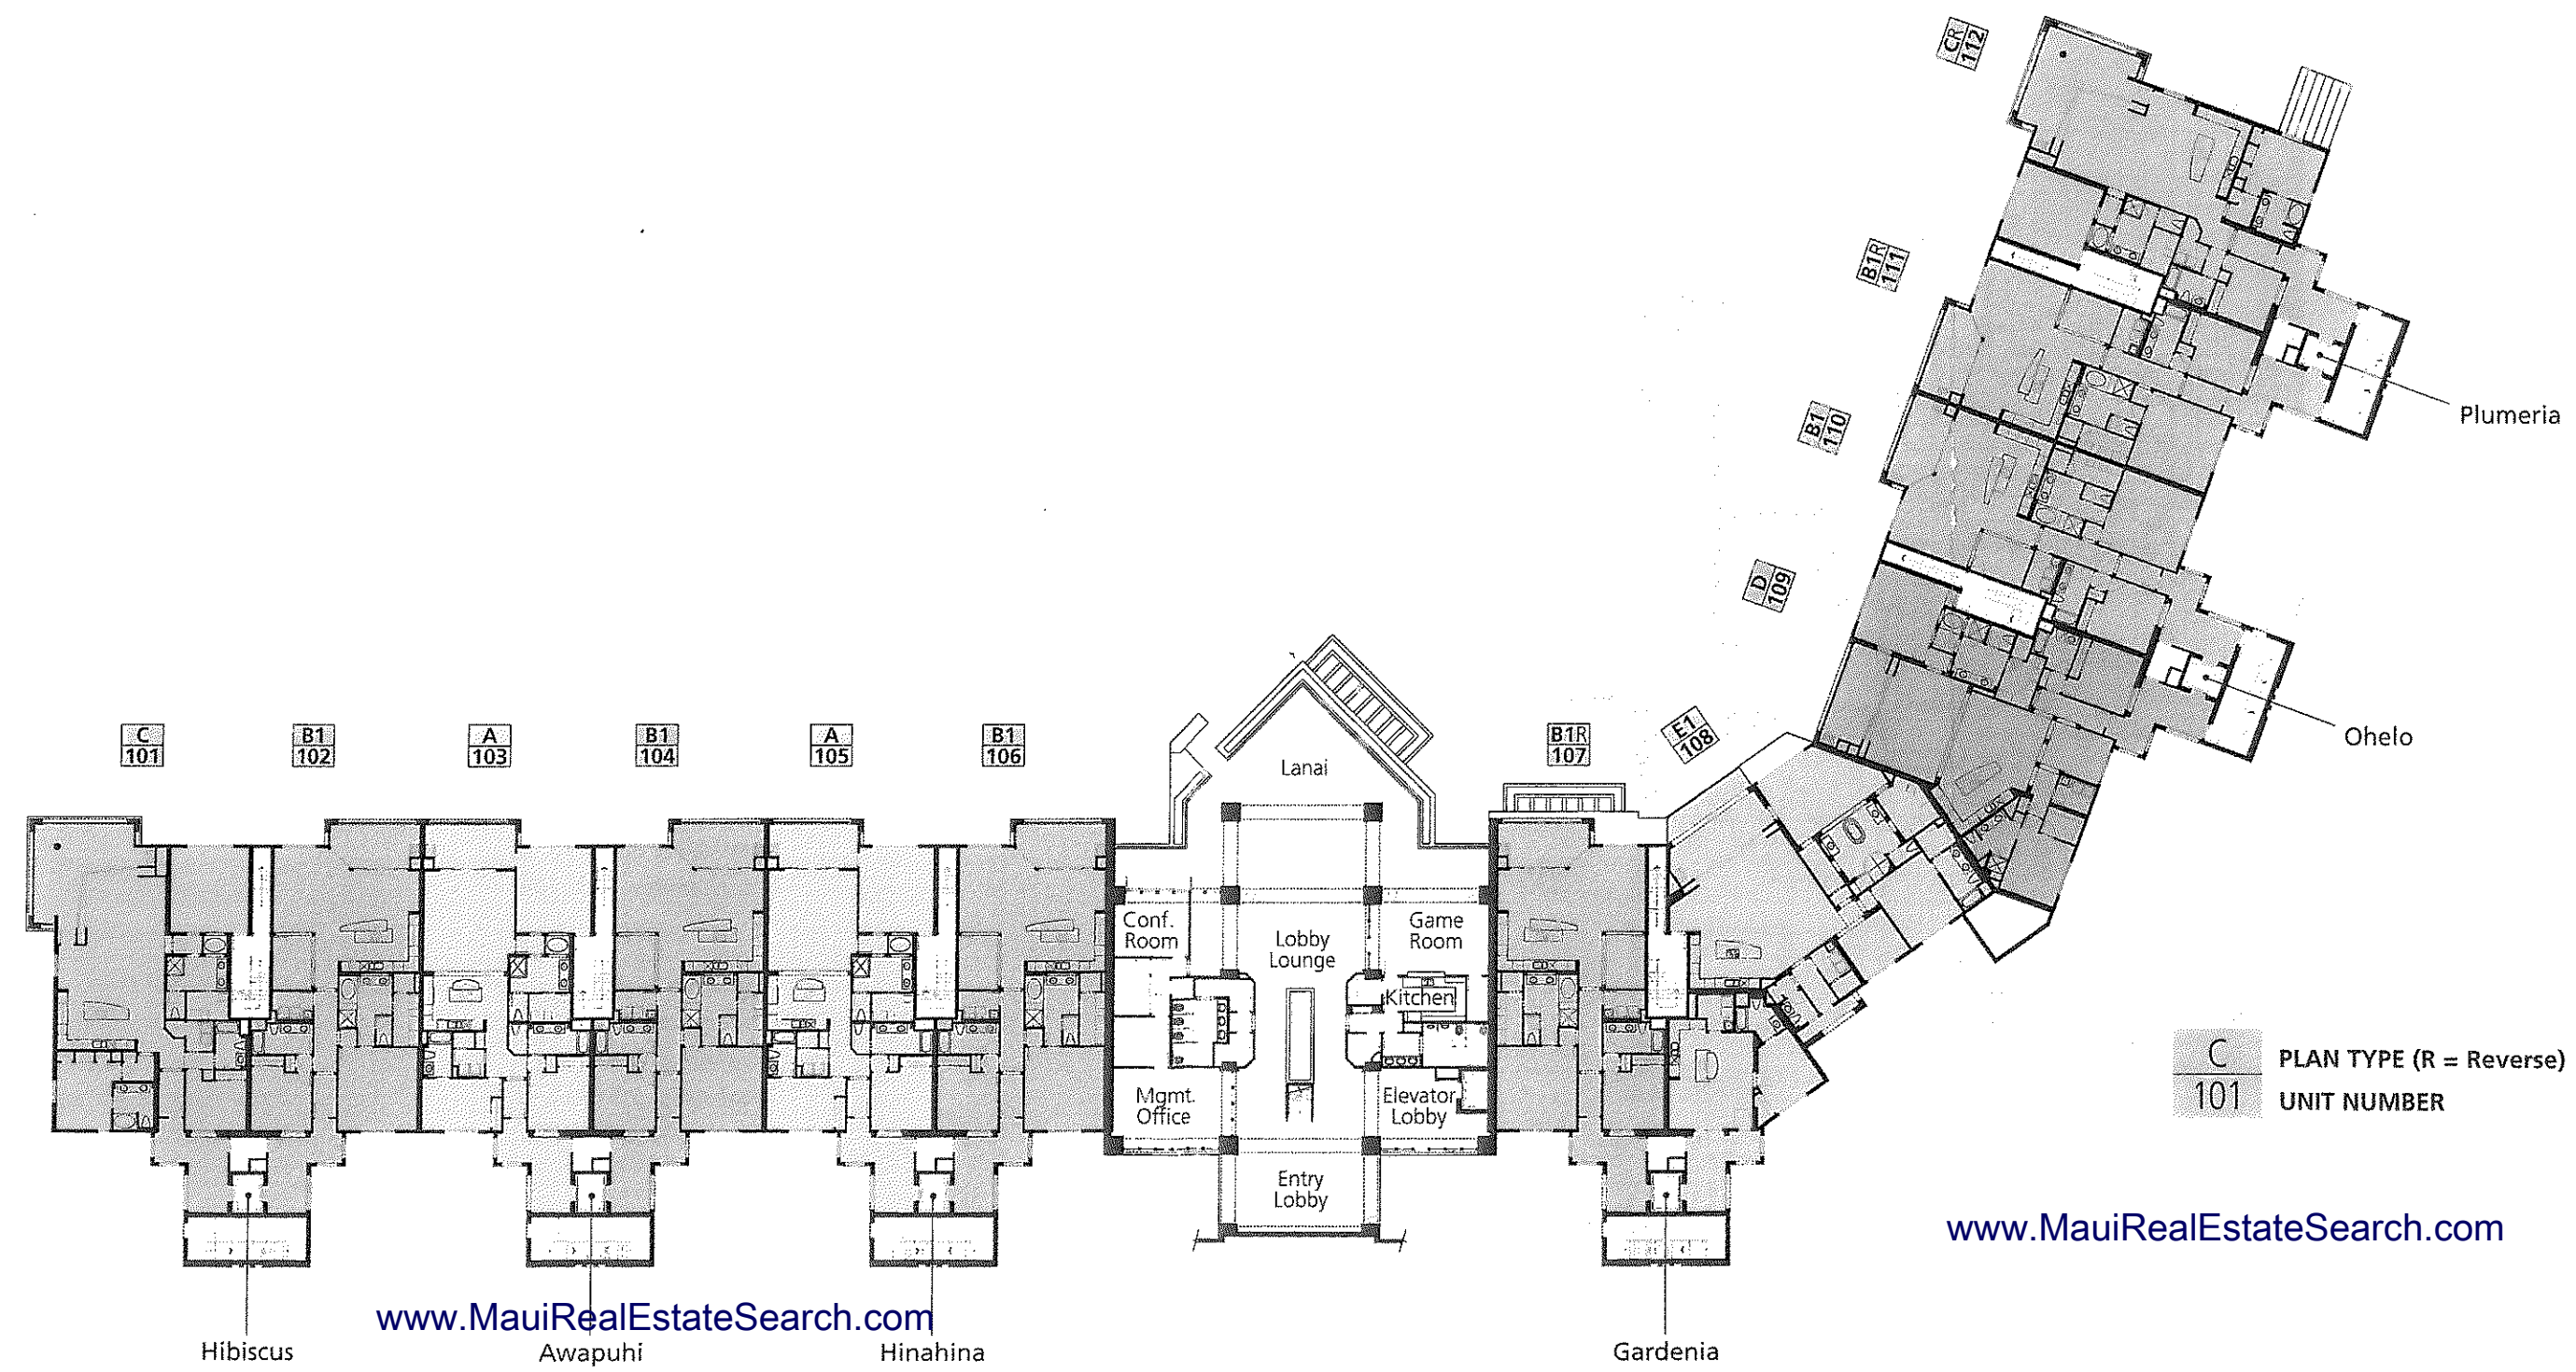 CR
112
B1R
111
Plumeria
B1
110
D
109
Ohelo
C
101
B1
102
A
103
B1
104
A
105
B1
106
B1R
107
E1
108
Lanai
Conf.
Room
Lobby
Lounge
Game
Room
Kitchen
Mgmt.
Office
Elevator
Lobby
Entry
Lobby
C PLAN TYPE (R = Reverse)
101 UNIT NUMBER
www.MauiRealEstateSearch.com
www.MauiRealEstateSearch.com
Hibiscus
Awapuhi
Hinahina
Gardenia